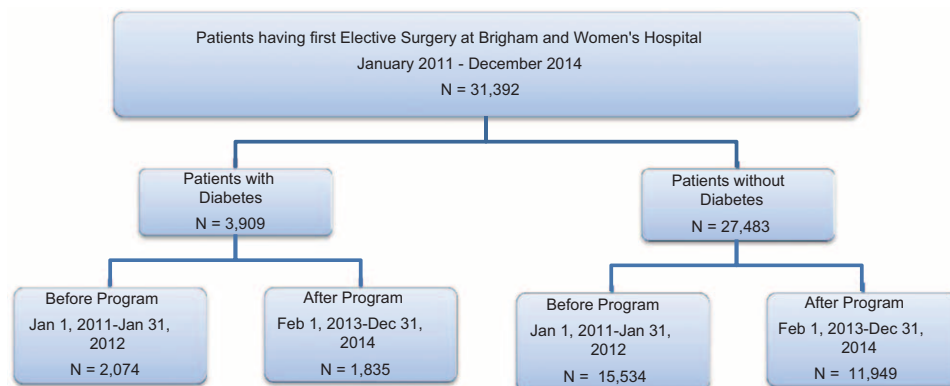 Patients having first Elective Surgery at Brigham and Women's Hospital
January 2011 - December 2014
N = 31,392
Patients with
Diabetes
N = 3,909
Patients without
Diabetes
N = 27,483
Before Program
Jan 1, 2011-Jan 31,
2012
N = 2,074
After Program
Feb 1, 2013-Dec 31,
2014
N = 1,835
Before Program
Jan 1, 2011-Jan 31,
2012
N = 15,534
After Program
Feb 1, 2013-Dec 31,
2014
N = 11,949